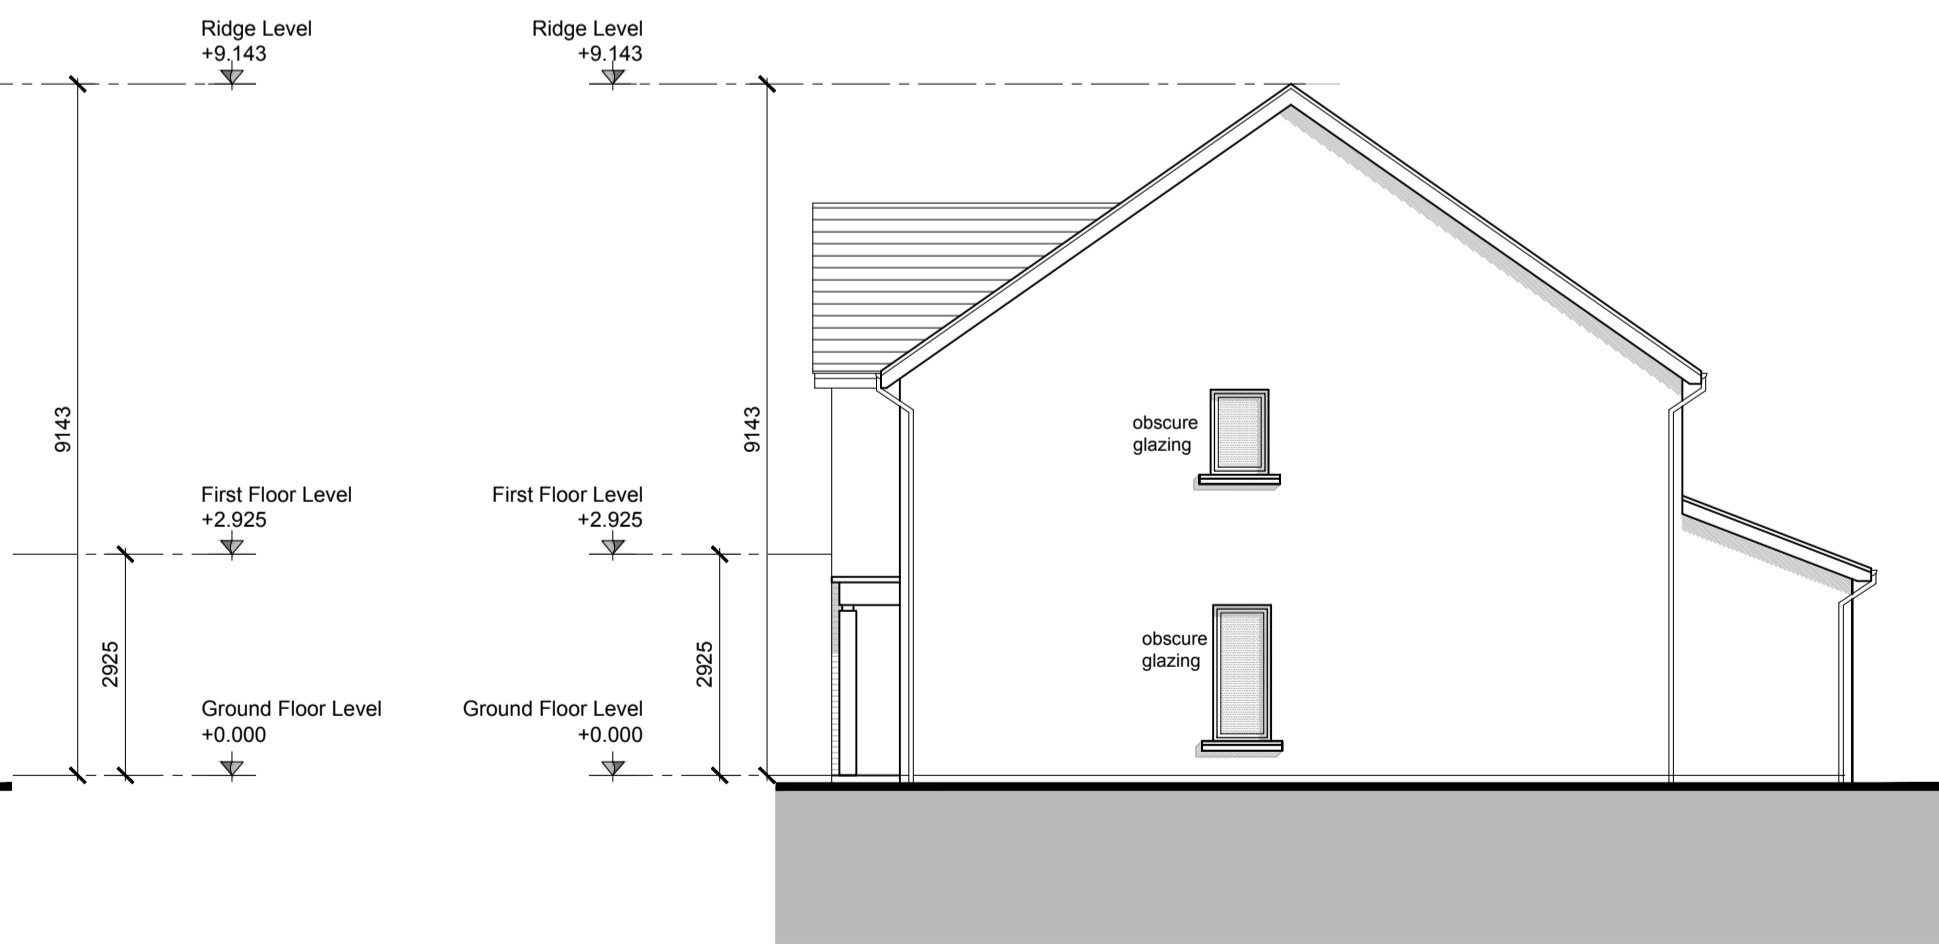 Ridge Level
+9.143
Ridge Level
+9.143
9143
9143
obscure
glazing
First Floor Level
+2.925
First Floor Level
+2.925
2925
2925
obscure
glazing
Ground Floor Level
+0.000
Ground Floor Level
+0.000